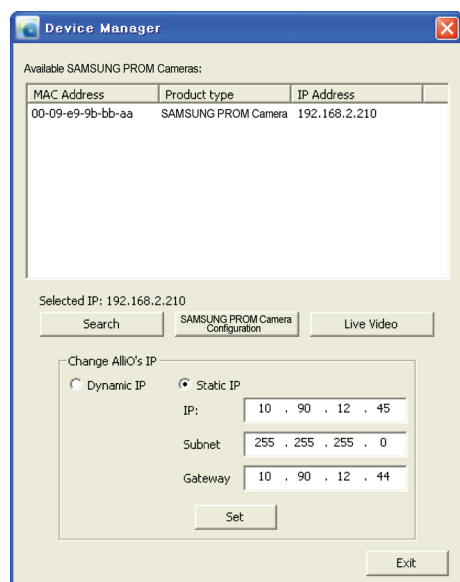 Device Manager
Available SAMSUNG PROM Cameras:
MAC Address Product type IP Address
00-09-e9-9b-bb-aa SAMSUNG PROM Camera 192.168.2.210
Selected IP: 192.168.2.210
Search SAMSUNG PROM Camera Configuration Live Video
Change AlliO's IP
Dynamic IP Static IP
IP: 10 . 90 . 12 . 45
Subnet 255 . 255 . 255 . 0
Gateway 10 . 90 . 12 . 44
Set
Exit